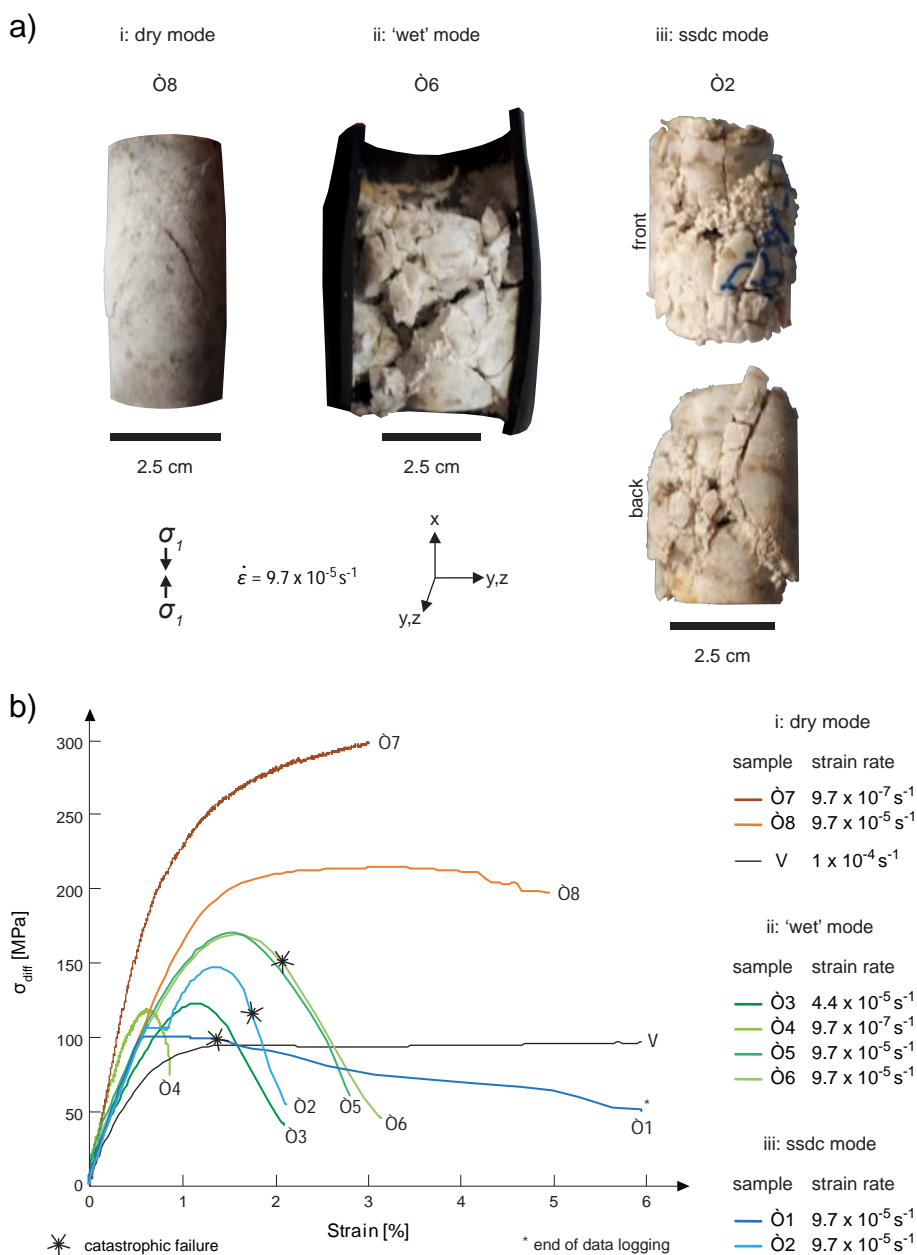 a)
i: dry mode
ii: 'wet' mode
iii: ssdc mode
Ò8
Ò6
Ò2
front
back
2.5 cm
2.5 cm
2.5 cm
σ1
σ1
ε̇ = 9.7 x 10⁻⁵ s⁻¹
x
y,z
y,z
b)
σdiff [MPa]
300
250
200
150
100
50
0
0
1
2
3
4
5
6
Strain [%]
Ò7
Ò8
V
Ò4
Ò2
Ò3
Ò5
Ò6
Ò1
*
catastrophic failure
* end of data logging
i: dry mode
sample strain rate
Ò7 9.7 x 10⁻⁷ s⁻¹
Ò8 9.7 x 10⁻⁵ s⁻¹
V 1 x 10⁻⁴ s⁻¹
ii: 'wet' mode
sample strain rate
Ò3 4.4 x 10⁻⁵ s⁻¹
Ò4 9.7 x 10⁻⁷ s⁻¹
Ò5 9.7 x 10⁻⁵ s⁻¹
Ò6 9.7 x 10⁻⁵ s⁻¹
iii: ssdc mode
sample strain rate
Ò1 9.7 x 10⁻⁵ s⁻¹
Ò2 9.7 x 10⁻⁵ s⁻¹